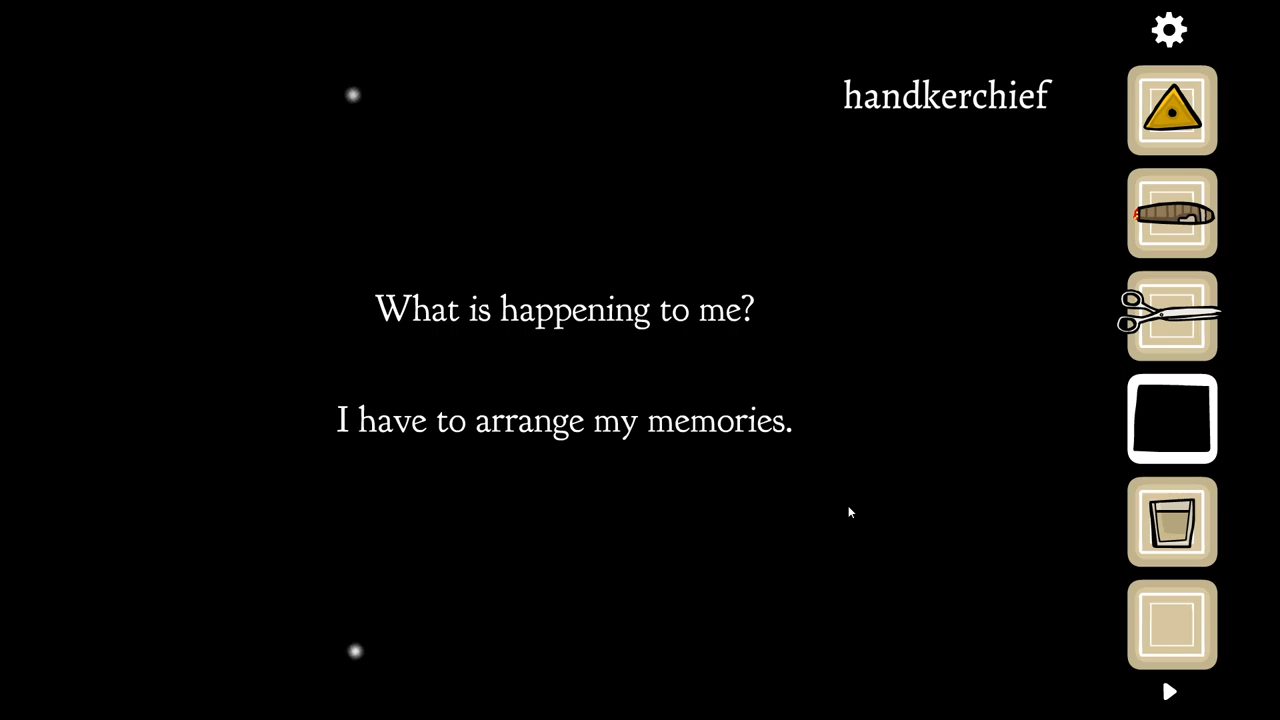 handkerchief
What is happening to me?
I have to arrange my memories.